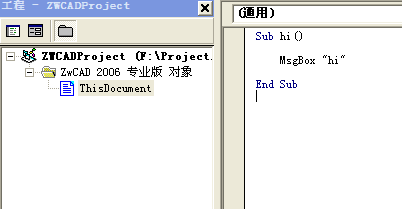 工程 - ZWCADProject
ZWCADProject (F:\Project.
ZwCAD 2006 专业版 对象
ThisDocument
(通用)
Sub hi()
MsgBox "hi"
End Sub